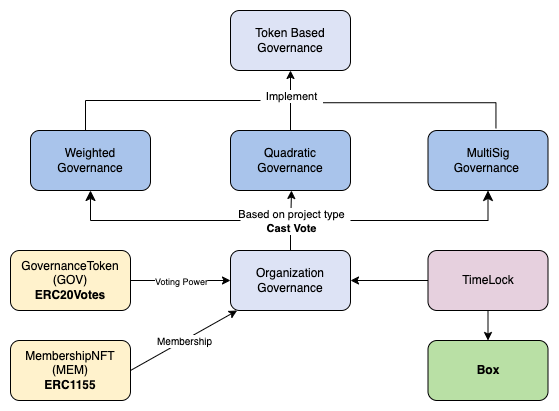 Token Based
Governance
Implement
Weighted
Governance
Quadratic
Governance
MultiSig
Governance
Based on project type
Cast Vote
GovernanceToken
(GOV)
ERC20Votes
Voting Power
Organization
Governance
TimeLock
MembershipNFT
(MEM)
ERC1155
Membership
Box